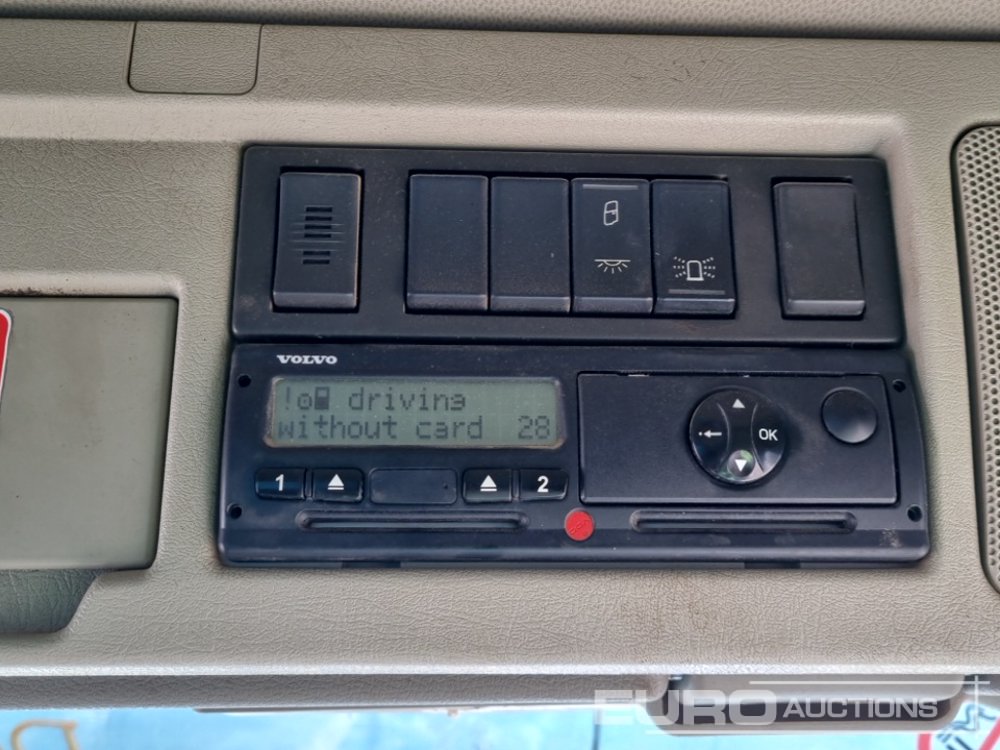 VOLVO
! driving
without card 28
1 2
OK
EURO AUCTIONS